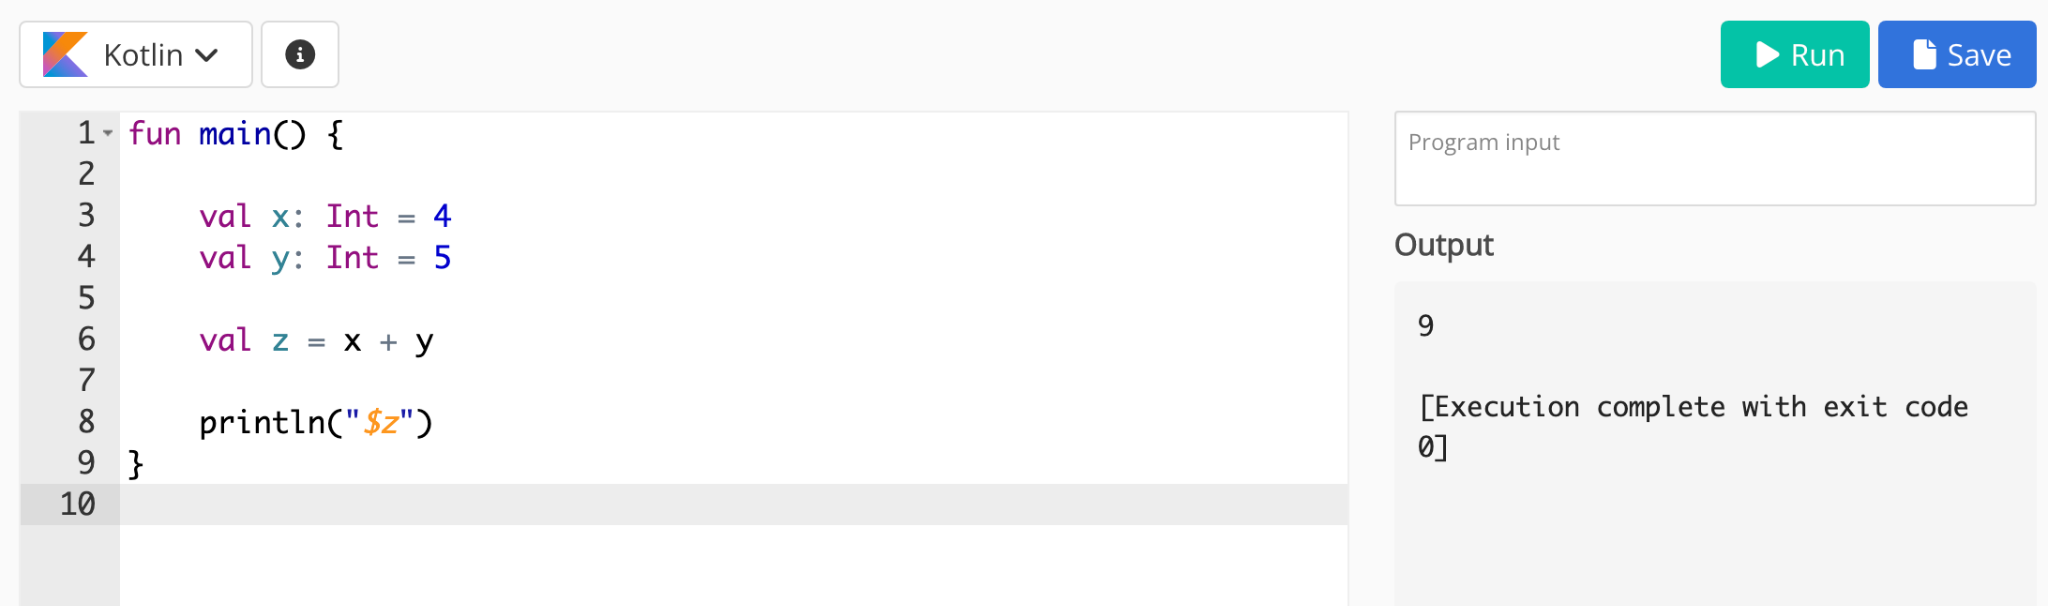 Kotlin
Run
Save
1 fun main() {
2
3     val x: Int = 4
4     val y: Int = 5
5
6     val z = x + y
7
8     println("$z")
9 }
10
Program input
Output
9
[Execution complete with exit code
0]